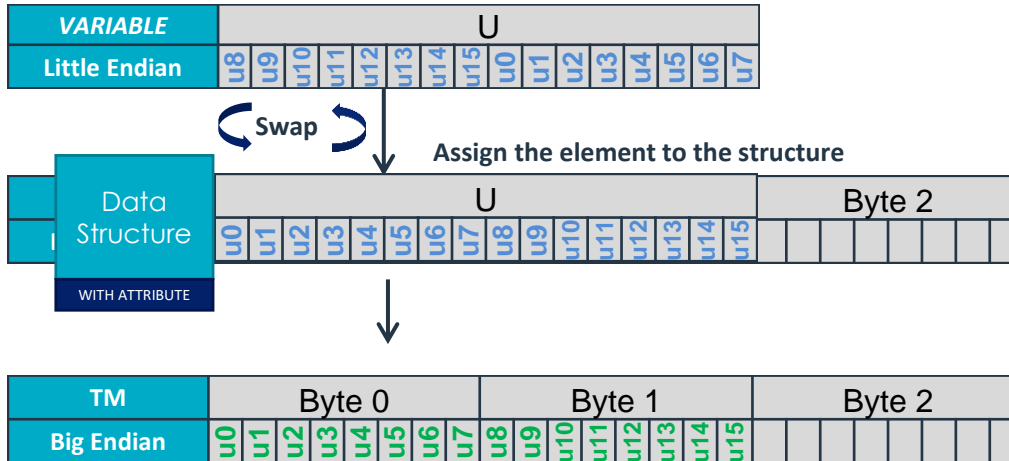 VARIABLE U
Little Endian u8 u9 u10 u11 u12 u13 u14 u15 u0 u1 u2 u3 u4 u5 u6 u7
Swap
Assign the element to the structure
Data Structure U Byte 2
u0 u1 u2 u3 u4 u5 u6 u7 u8 u9 u10 u11 u12 u13 u14 u15
WITH ATTRIBUTE
TM Byte 0 Byte 1 Byte 2
Big Endian u0 u1 u2 u3 u4 u5 u6 u7 u8 u9 u10 u11 u12 u13 u14 u15